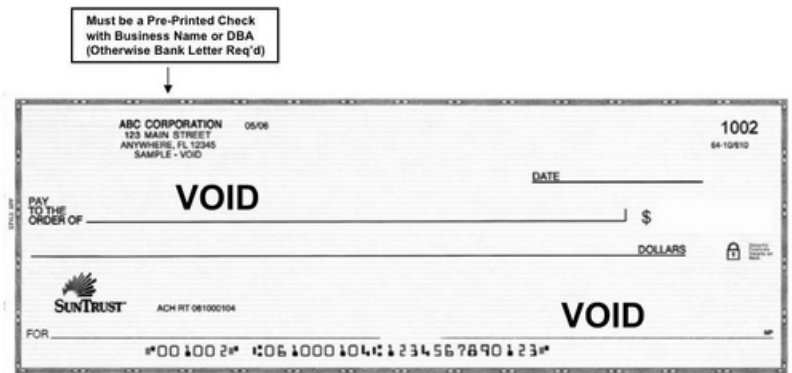 Must be a Pre-Printed Check
with Business Name or DBA
(Otherwise Bank Letter Req'd)
ABC CORPORATION 05/06
123 MAIN STREET
ANYWHERE, FL 12345
SAMPLE - VOID
1002
64-10/610
DATE
VOID
PAY
TO THE
ORDER OF
$
DOLLARS
SUNTRUST
ACH RT 061000104
VOID
FOR
MP
⑈001002⑈ ⑆061000104⑆1234567890123⑈